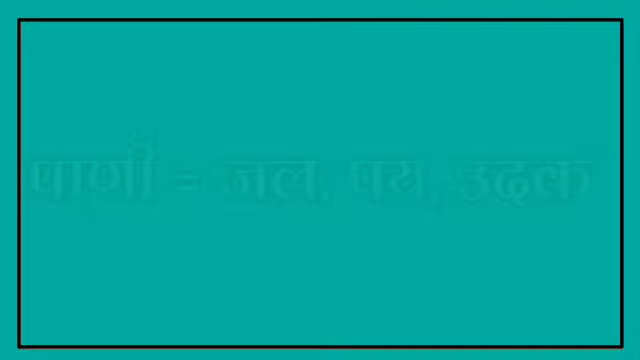 पाणी = जल, पय, उदक